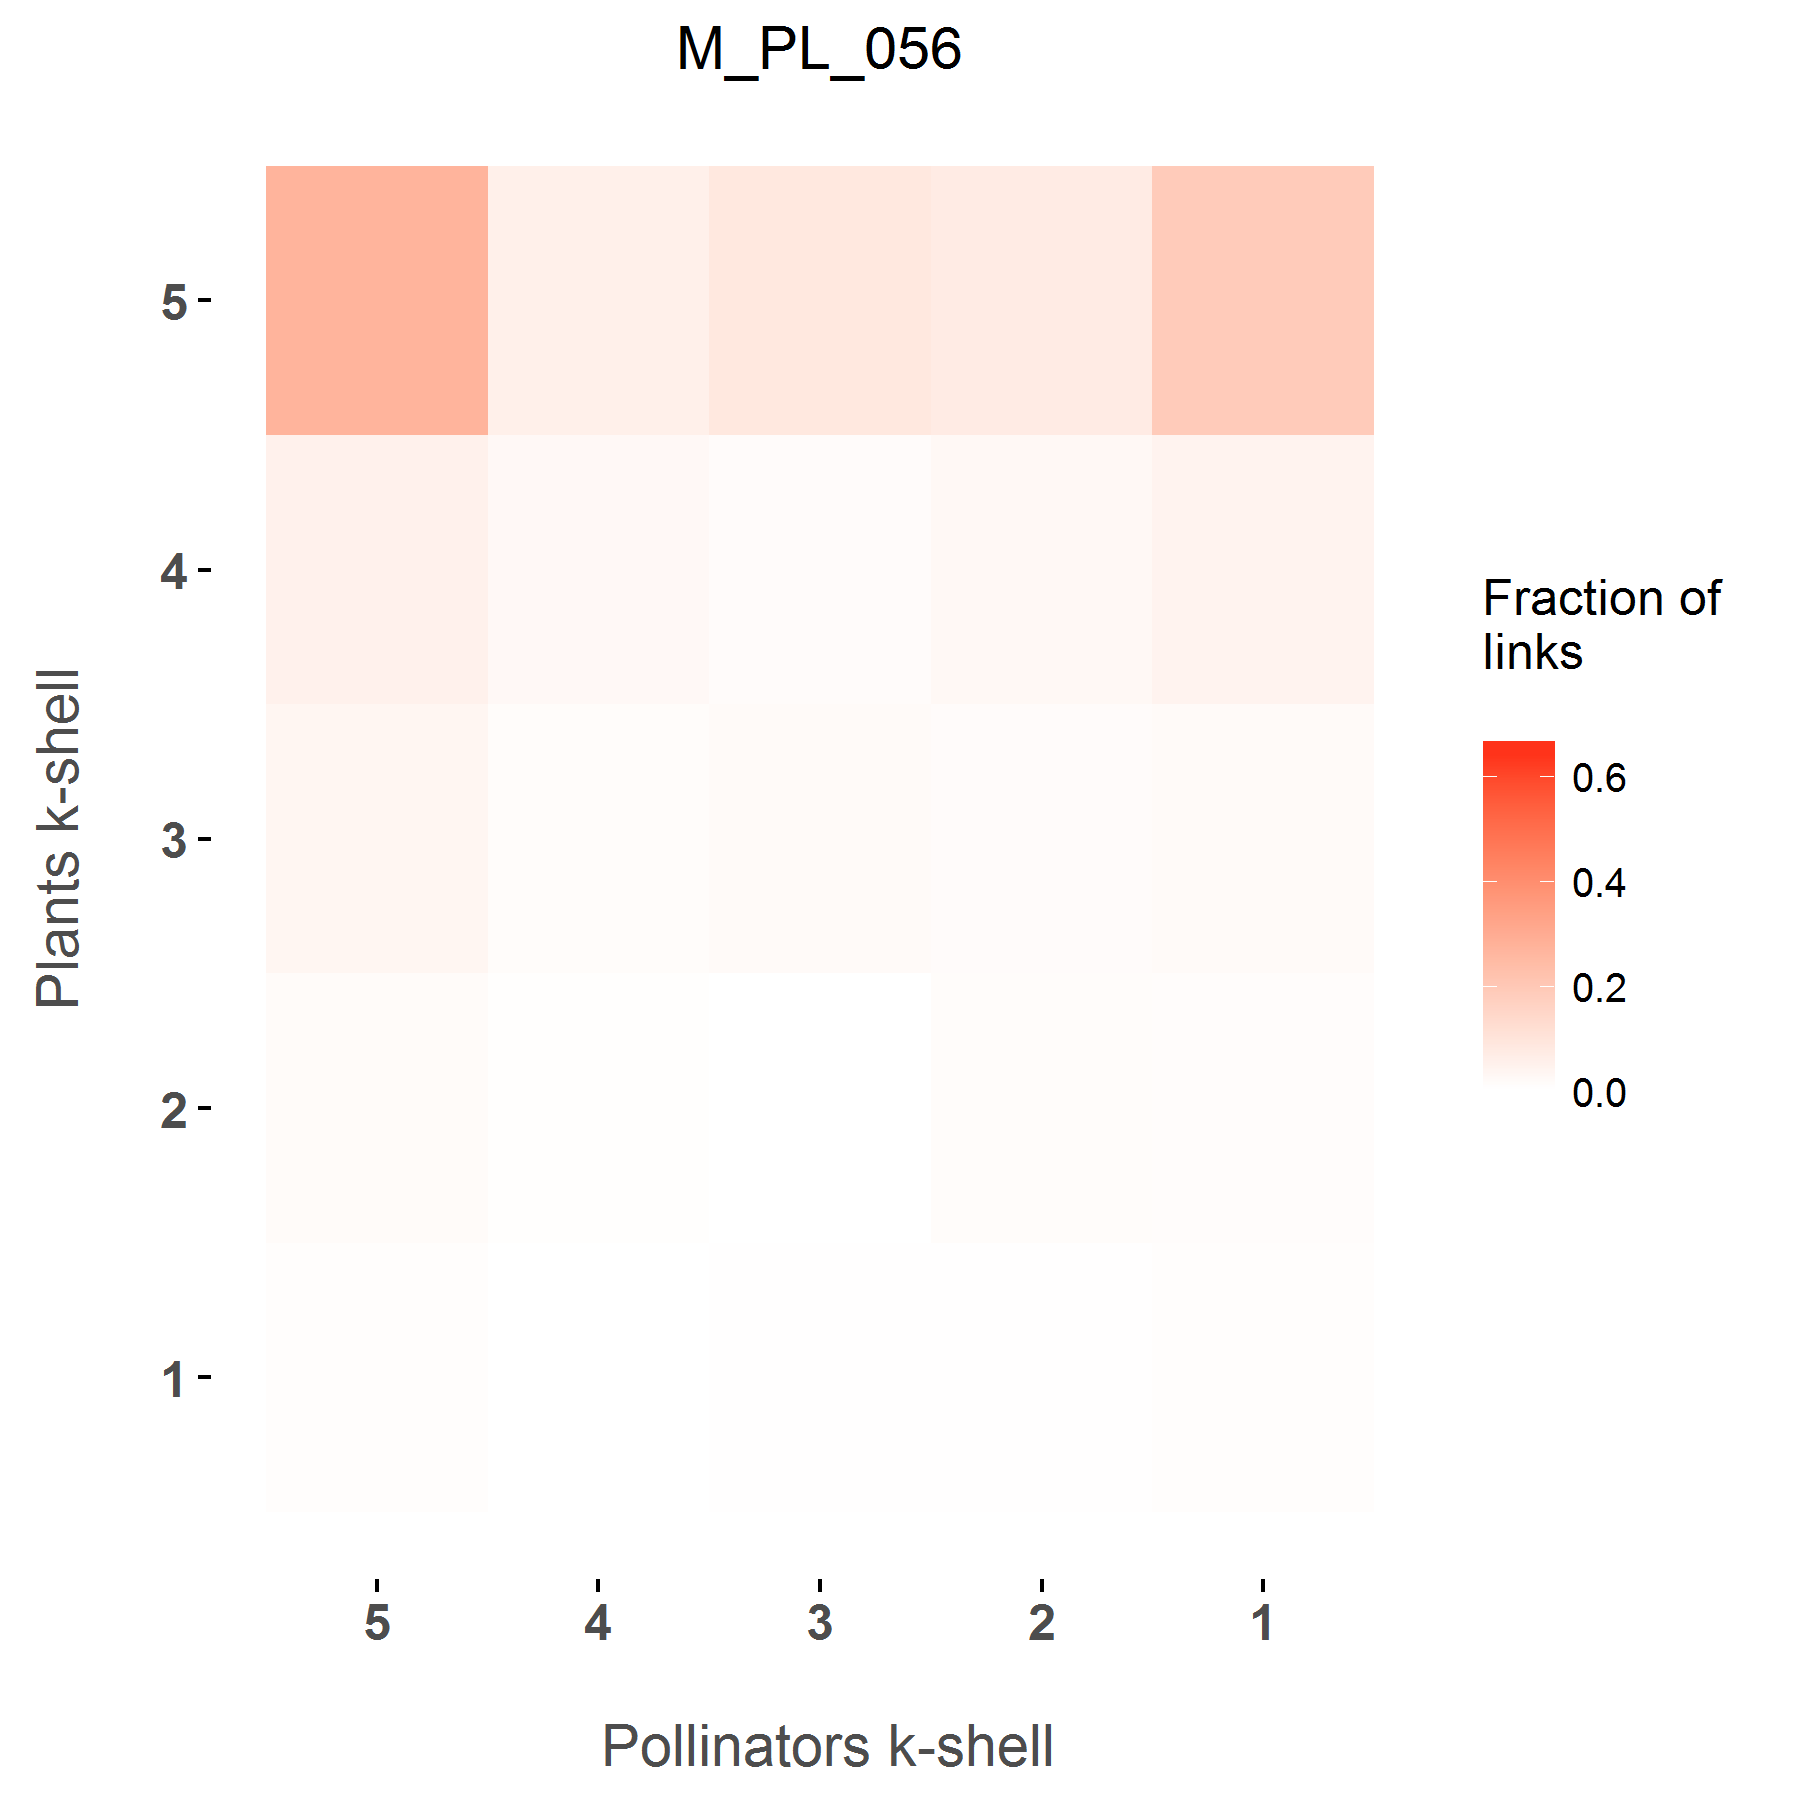 M_PL_056
5
4
3
2
1
Plants k-shell
5 4 3 2 1
Pollinators k-shell
Fraction of
links
0.6
0.4
0.2
0.0